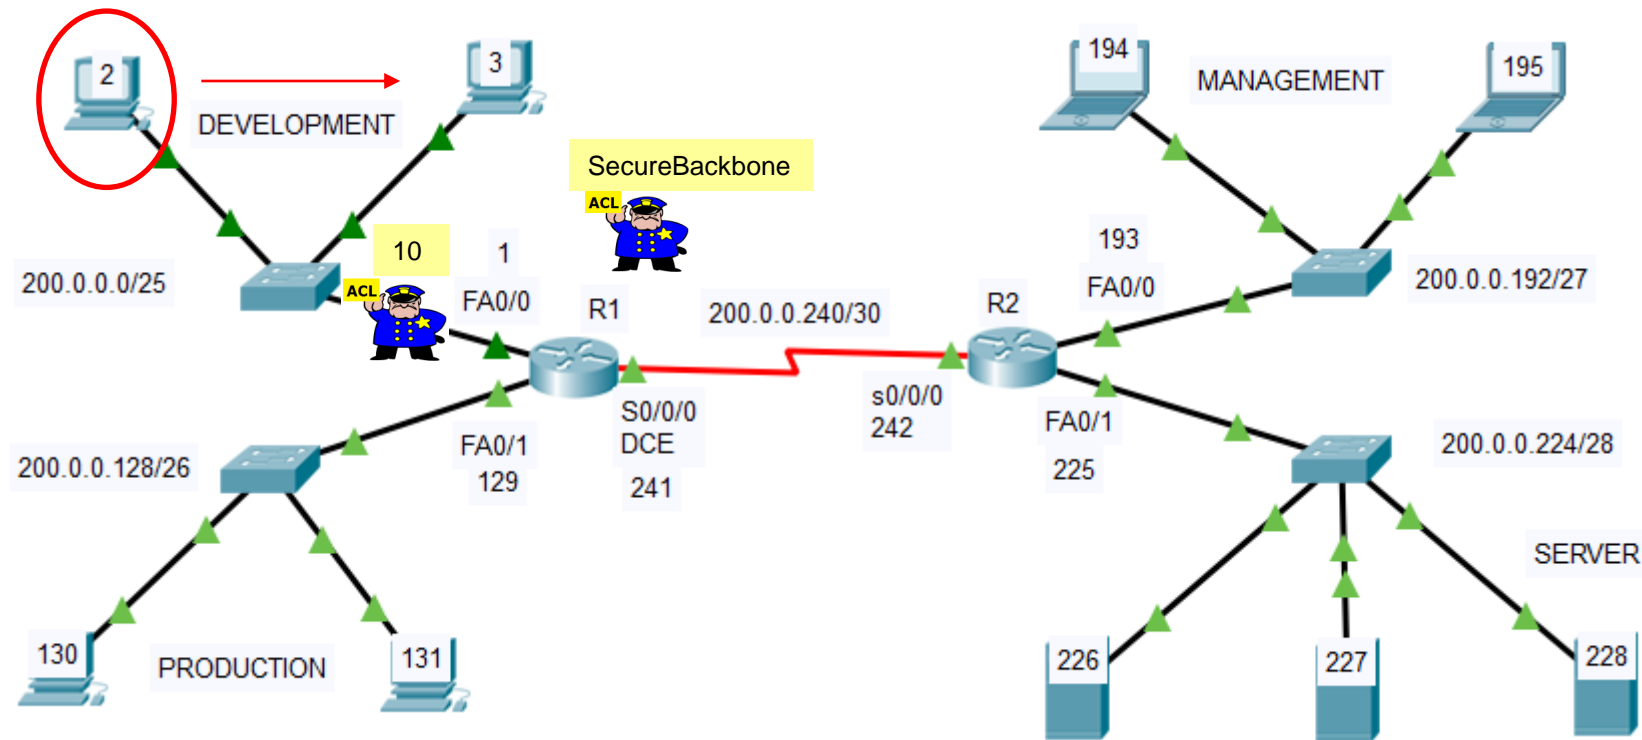 2
3
DEVELOPMENT
194
MANAGEMENT
195
SecureBackbone
ACL
10
ACL
1
FA0/0
200.0.0.0/25
R1
200.0.0.240/30
R2
193
FA0/0
200.0.0.192/27
S0/0/0
DCE
241
s0/0/0
242
FA0/1
129
200.0.0.128/26
FA0/1
225
200.0.0.224/28
SERVER
130
PRODUCTION
131
226
227
228